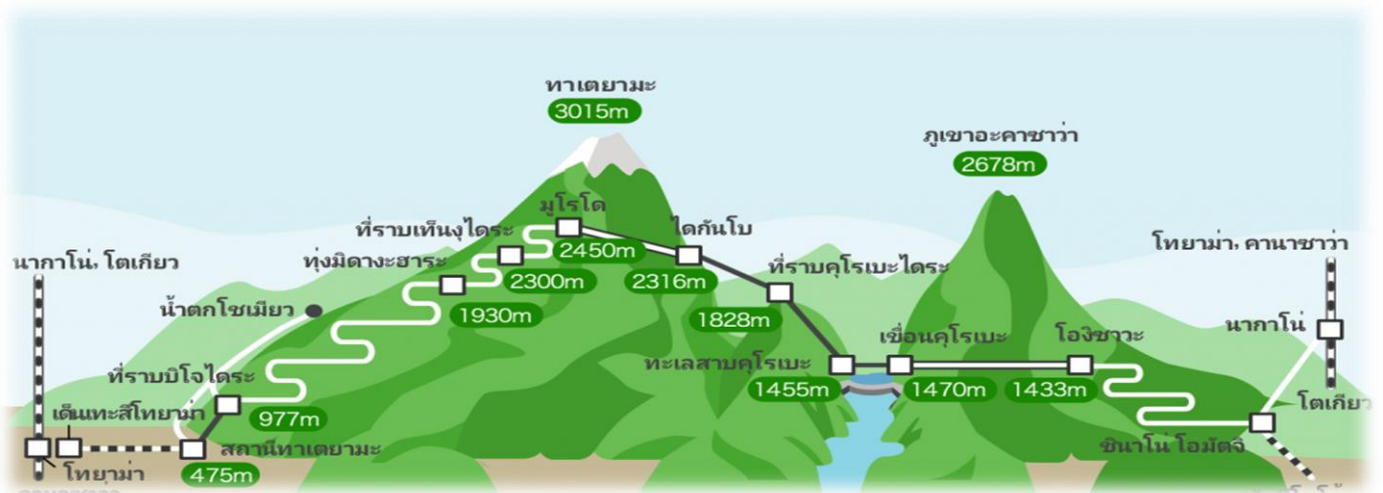 ทาเตยามะ
3015m
ภูเขาอะคาซาว่า
2678m
มูโรโด
2450m
ที่ราบเท็นงุไดระ
2300m
ไดกันโบ
2316m
ทุ่งมิดางะฮาระ
1930m
ที่ราบคุโรเบะไดระ
1828m
โทยาม่า, คานาซาว่า
นากาโน่, โตเกียว
น้ำตกโชเมียว
นากาโน่
เขื่อนคุโรเบะ
1470m
โองิซาวะ
1433m
ทะเลสาบคุโรเบะ
1455m
ที่ราบบิโจไดระ
977m
โตเกียว
เด็นเทะสึโทยาม่า
สถานีทาเตยามะ
475m
ชินาโน่ โอมัตจิ
โทยาม่า